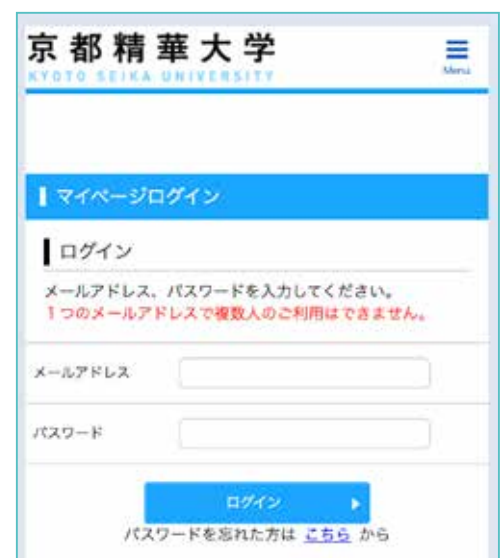 京都精華大学
KYOTO SEIKA UNIVERSITY
Menu
マイページログイン
ログイン
メールアドレス、パスワードを入力してください。
1つのメールアドレスで複数人のご利用はできません。
メールアドレス
パスワード
ログイン
パスワードを忘れた方は こちら から